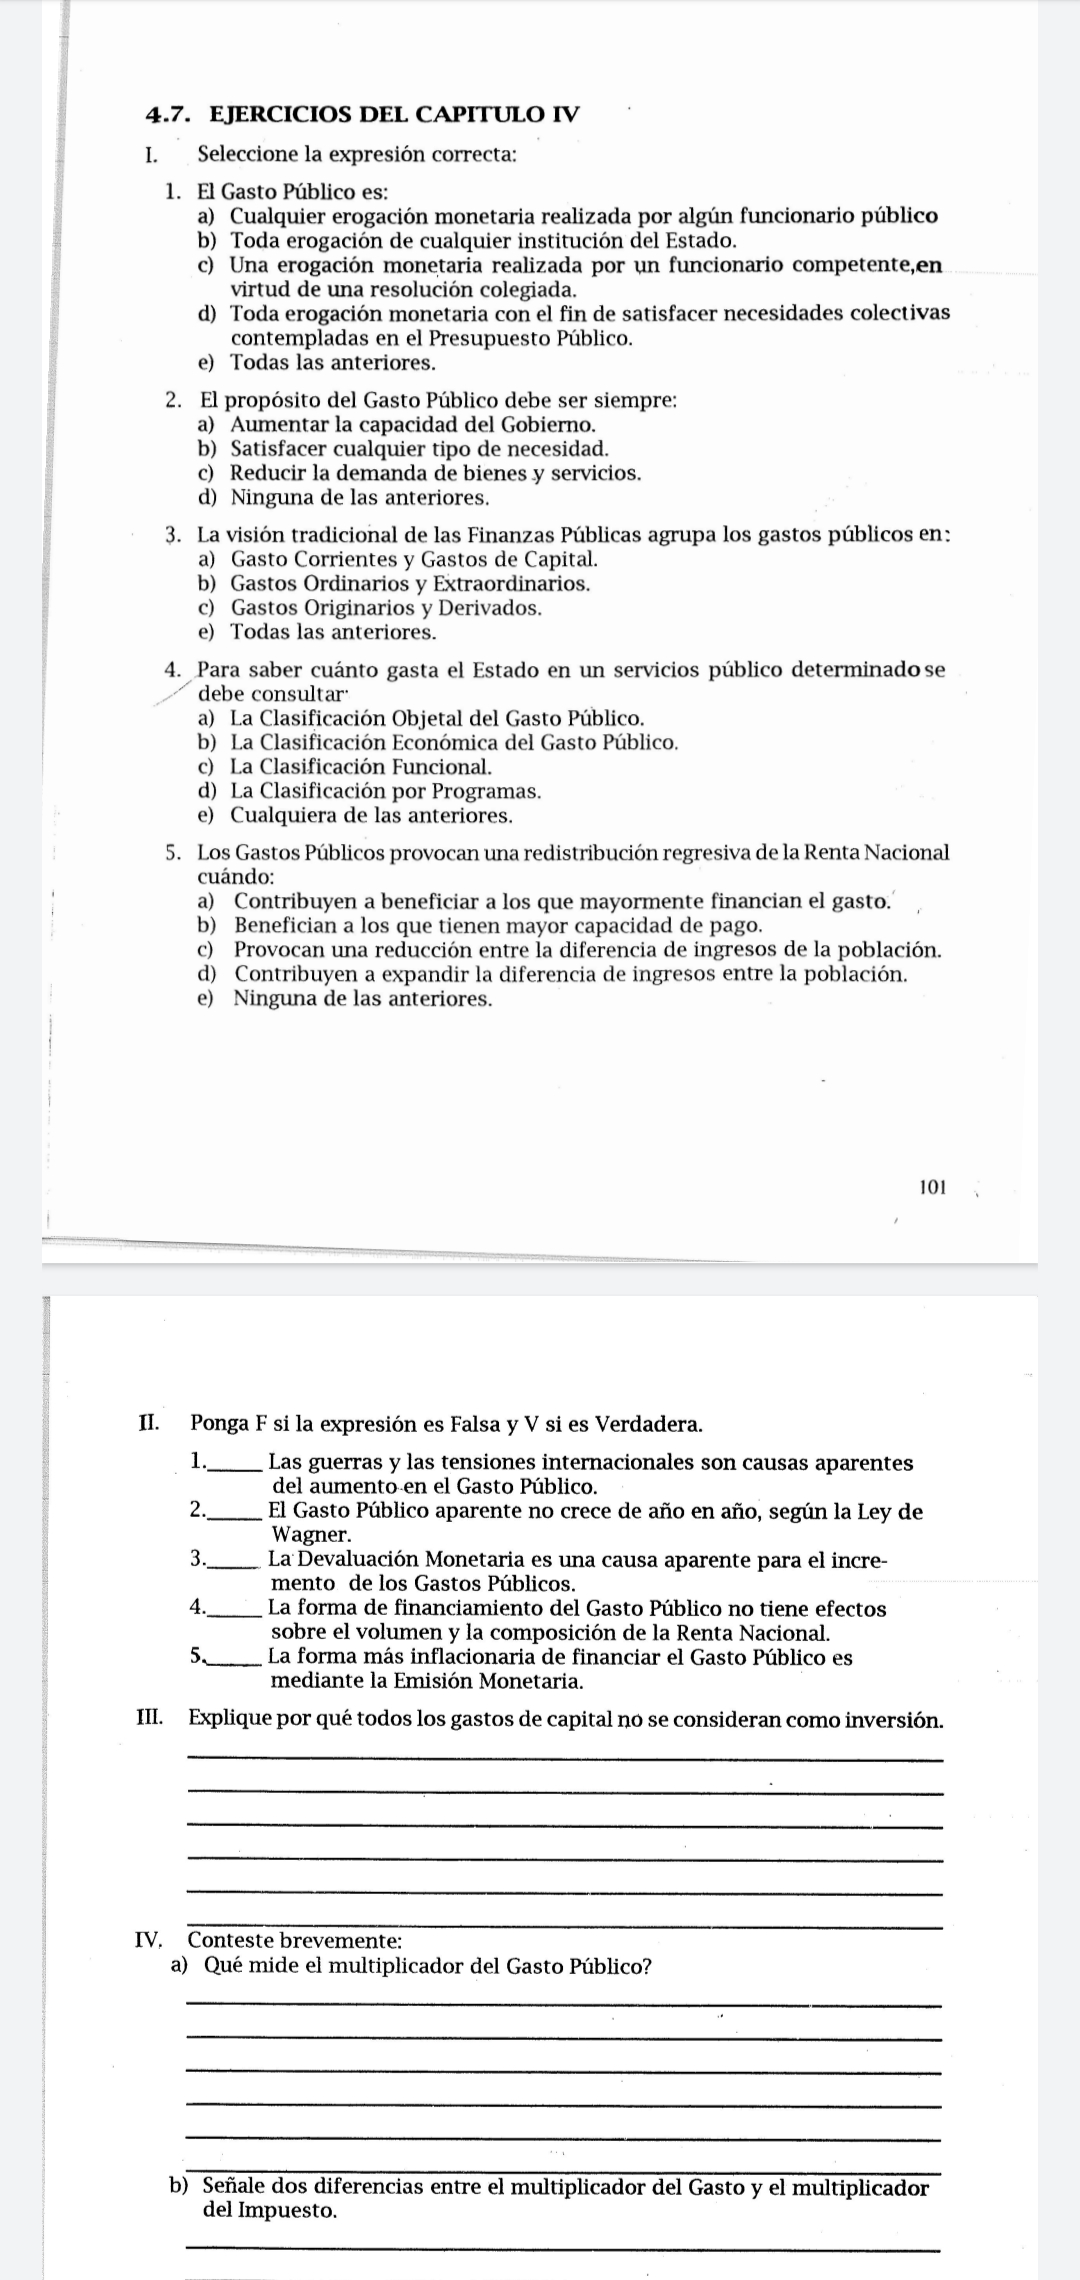 4.7. EJERCICIOS DEL CAPITULO IV
I. Seleccione la expresión correcta:
1. El Gasto Público es:
a) Cualquier erogación monetaria realizada por algún funcionario público
b) Toda erogación de cualquier institución del Estado.
c) Una erogación monetaria realizada por un funcionario competente,en
virtud de una resolución colegiada.
d) Toda erogación monetaria con el fin de satisfacer necesidades colectivas
contempladas en el Presupuesto Público.
e) Todas las anteriores.
2. El propósito del Gasto Público debe ser siempre:
a) Aumentar la capacidad del Gobierno.
b) Satisfacer cualquier tipo de necesidad.
c) Reducir la demanda de bienes y servicios.
d) Ninguna de las anteriores.
3. La visión tradicional de las Finanzas Públicas agrupa los gastos públicos en:
a) Gasto Corrientes y Gastos de Capital.
b) Gastos Ordinarios y Extraordinarios.
c) Gastos Originarios y Derivados.
e) Todas las anteriores.
4. Para saber cuánto gasta el Estado en un servicios público determinado se
debe consultar
a) La Clasificación Objetal del Gasto Público.
b) La Clasificación Económica del Gasto Público.
c) La Clasificación Funcional.
d) La Clasificación por Programas.
e) Cualquiera de las anteriores.
5. Los Gastos Públicos provocan una redistribución regresiva de la Renta Nacional
cuándo:
a) Contribuyen a beneficiar a los que mayormente financian el gasto.
b) Benefician a los que tienen mayor capacidad de pago.
c) Provocan una reducción entre la diferencia de ingresos de la población.
d) Contribuyen a expandir la diferencia de ingresos entre la población.
e) Ninguna de las anteriores.
101
II. Ponga F si la expresión es Falsa y V si es Verdadera.
1._____ Las guerras y las tensiones internacionales son causas aparentes
del aumento en el Gasto Público.
2._____ El Gasto Público aparente no crece de año en año, según la Ley de
Wagner.
3._____ La Devaluación Monetaria es una causa aparente para el incre-
mento de los Gastos Públicos.
4._____ La forma de financiamiento del Gasto Público no tiene efectos
sobre el volumen y la composición de la Renta Nacional.
5._____ La forma más inflacionaria de financiar el Gasto Público es
mediante la Emisión Monetaria.
III. Explique por qué todos los gastos de capital no se consideran como inversión.
IV. Conteste brevemente:
a) Qué mide el multiplicador del Gasto Público?
b) Señale dos diferencias entre el multiplicador del Gasto y el multiplicador
del Impuesto.